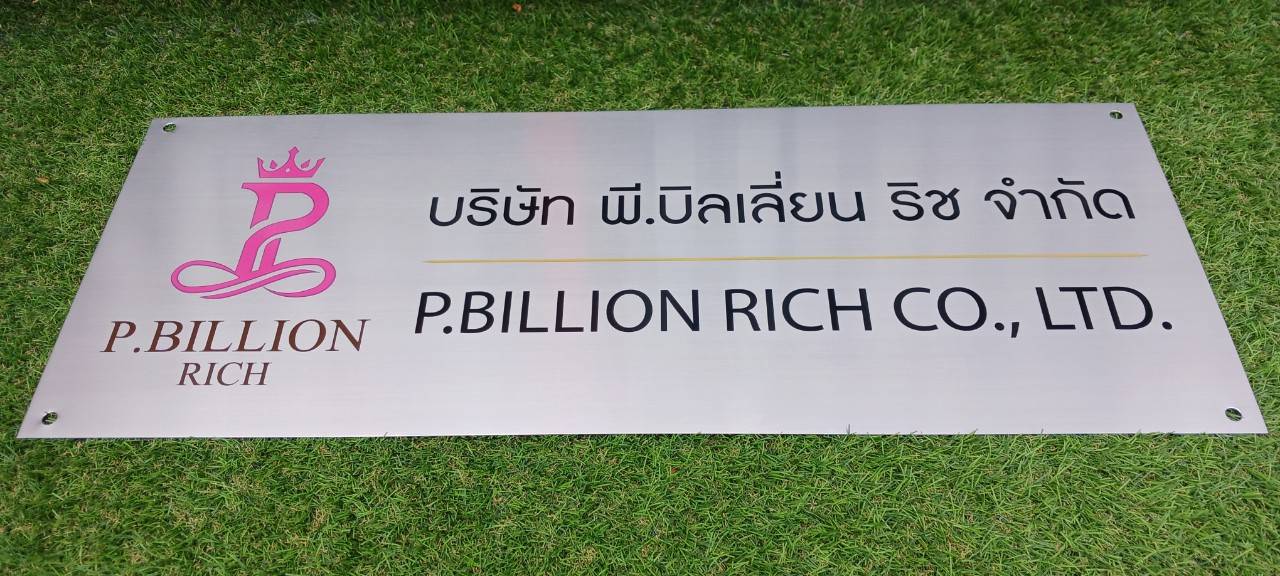 P.BILLION
RICH
บริษัท พี.บิลเลี่ยน ริช จำกัด
P.BILLION RICH CO., LTD.